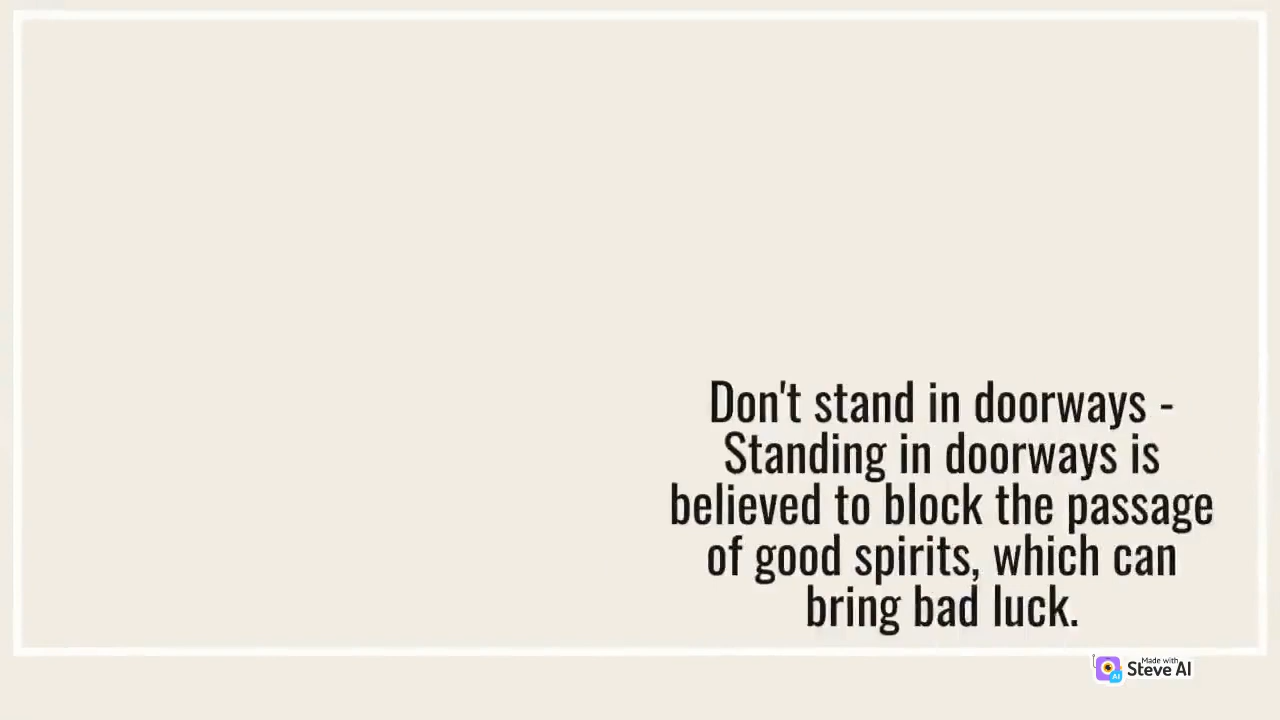 Don't stand in doorways -
Standing in doorways is
believed to block the passage
of good spirits, which can
bring bad luck.
Made with
Steve AI
AI